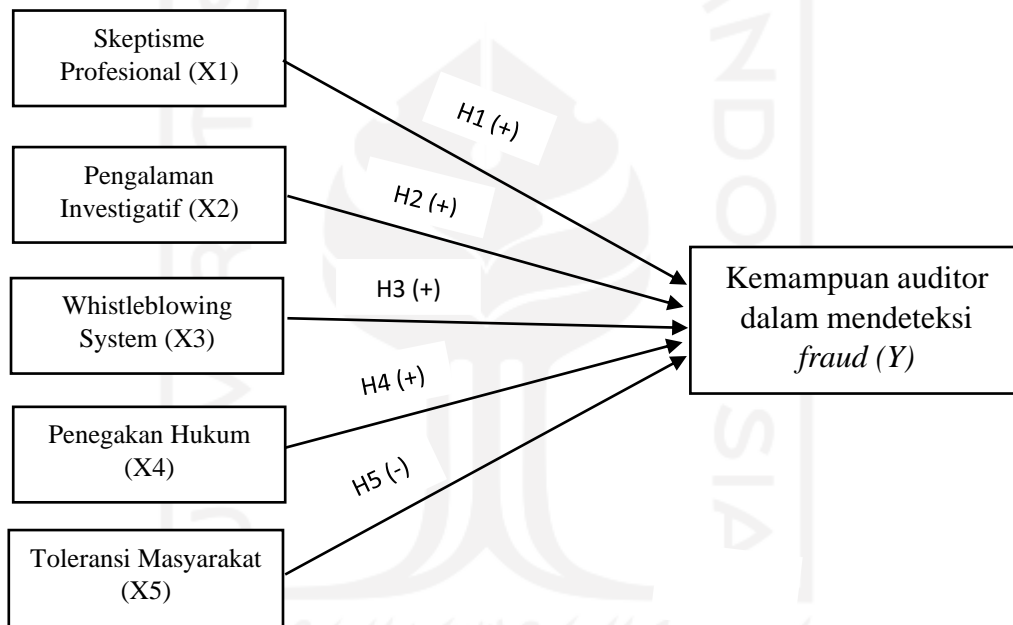 Skeptisme
Profesional (X1)
H1 (+)
Pengalaman
Investigatif (X2)
H2 (+)
Whistleblowing
System (X3)
H3 (+)
Penegakan Hukum
(X4)
H4 (+)
Toleransi Masyarakat
(X5)
H5 (-)
Kemampuan auditor
dalam mendeteksi
fraud (Y)